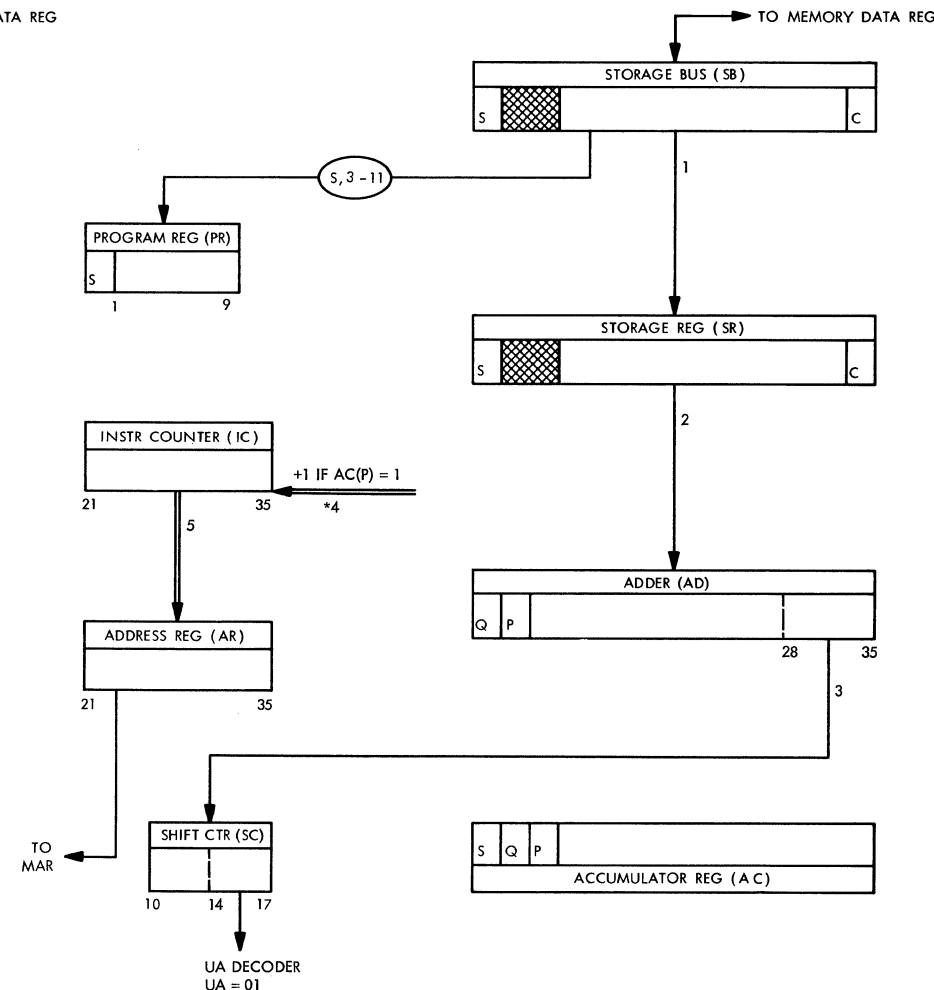 ATA REG
TO MEMORY DATA REG
STORAGE BUS (SB)
S
C
1
S, 3-11
PROGRAM REG (PR)
S
1 9
STORAGE REG (SR)
S
C
2
INSTR COUNTER (IC)
21 35
+1 IF AC(P) = 1
*4
5
ADDER (AD)
Q P
28 35
3
ADDRESS REG (AR)
21 35
SHIFT CTR (SC)
10 14 17
TO
MAR
S Q P
ACCUMULATOR REG (AC)
UA DECODER
UA = 01